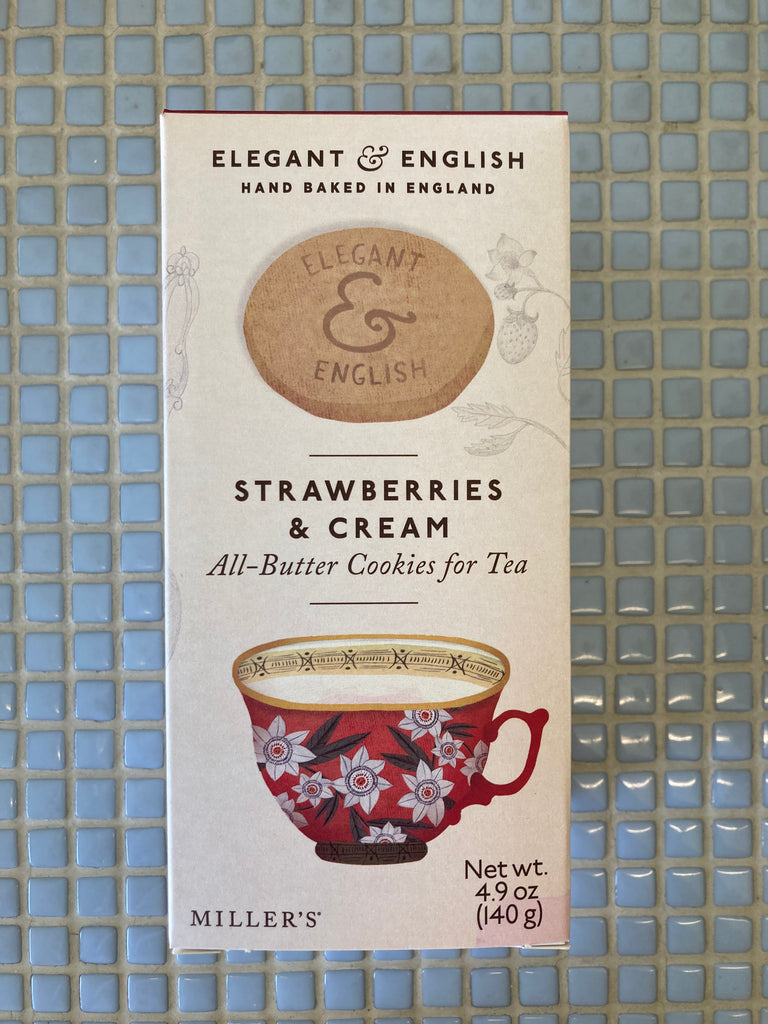 ELEGANT & ENGLISH
HAND BAKED IN ENGLAND
ELEGANT
&
ENGLISH
STRAWBERRIES
& CREAM
All-Butter Cookies for Tea
Net wt.
4.9 oz
(140 g)
MILLER'S®